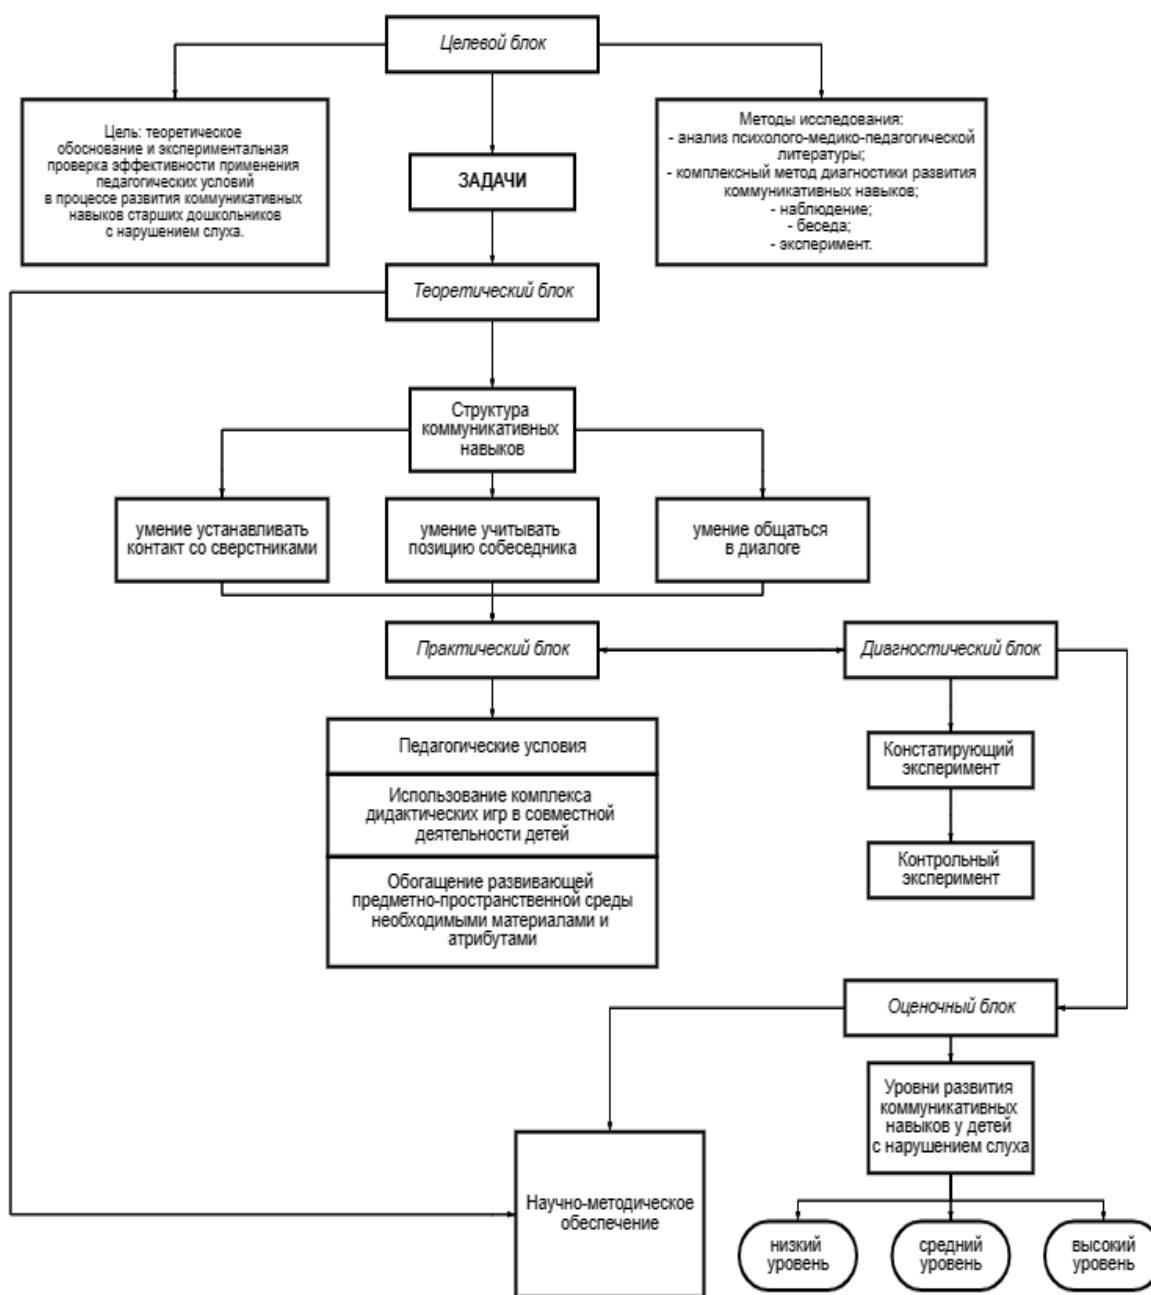 Целевой блок
Цель: теоретическое
обоснование и экспериментальная
проверка эффективности применения
педагогических условий
в процессе развития коммуникативных
навыков старших дошкольников
с нарушением слуха.
ЗАДАЧИ
Методы исследования:
- анализ психолого-медико-педагогической
литературы;
- комплексный метод диагностики развития
коммуникативных навыков;
- наблюдение;
- беседа;
- эксперимент.
Теоретический блок
Структура
коммуникативных
навыков
умение устанавливать
контакт со сверстниками
умение учитывать
позицию собеседника
умение общаться
в диалоге
Практический блок
Диагностический блок
Педагогические условия
Использование комплекса
дидактических игр в совместной
деятельности детей
Обогащение развивающей
предметно-пространственной среды
необходимыми материалами и
атрибутами
Констатирующий
эксперимент
Контрольный
эксперимент
Оценочный блок
Уровни развития
коммуникативных
навыков у детей
с нарушением слуха
Научно-методическое
обеспечение
низкий
уровень
средний
уровень
высокий
уровень